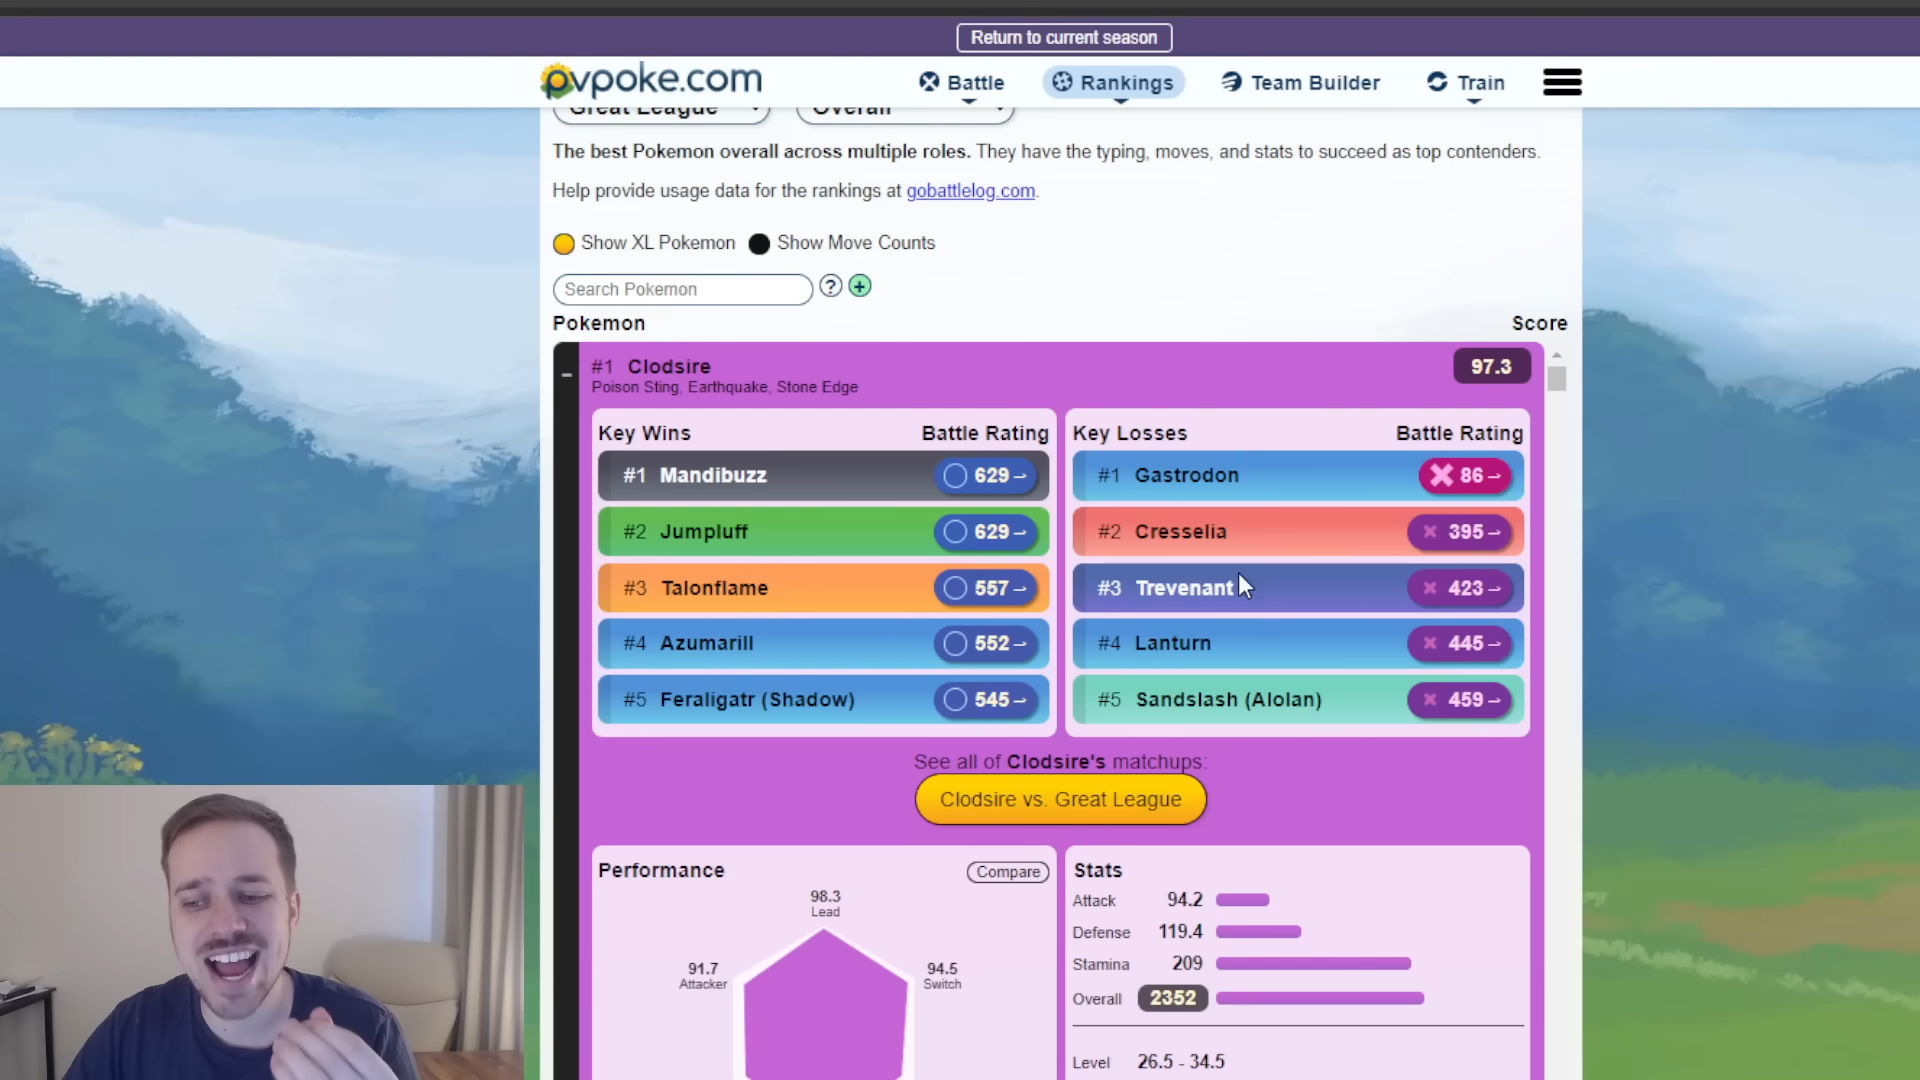 Return to current season
pvpoke.com
Battle
Rankings
Team Builder
Train
Great League
Overall
The best Pokemon overall across multiple roles. They have the typing, moves, and stats to succeed as top contenders.
Help provide usage data for the rankings at gobattlelog.com.
Show XL Pokemon
Show Move Counts
Search Pokemon
?
+
Pokemon
Score
-
#1 Clodsire
97.3
Poison Sting, Earthquake, Stone Edge
Key Wins
Battle Rating
#1 Mandibuzz 629
#2 Jumpluff 629
#3 Talonflame 557
#4 Azumarill 552
#5 Feraligatr (Shadow) 545
Key Losses
Battle Rating
#1 Gastrodon 86
#2 Cresselia 395
#3 Trevenant 423
#4 Lanturn 445
#5 Sandslash (Alolan) 459
See all of Clodsire's matchups:
Clodsire vs. Great League
Performance
Compare
98.3
Lead
91.7
Attacker
94.5
Switch
Stats
Attack 94.2
Defense 119.4
Stamina 209
Overall 2352
Level 26.5 - 34.5